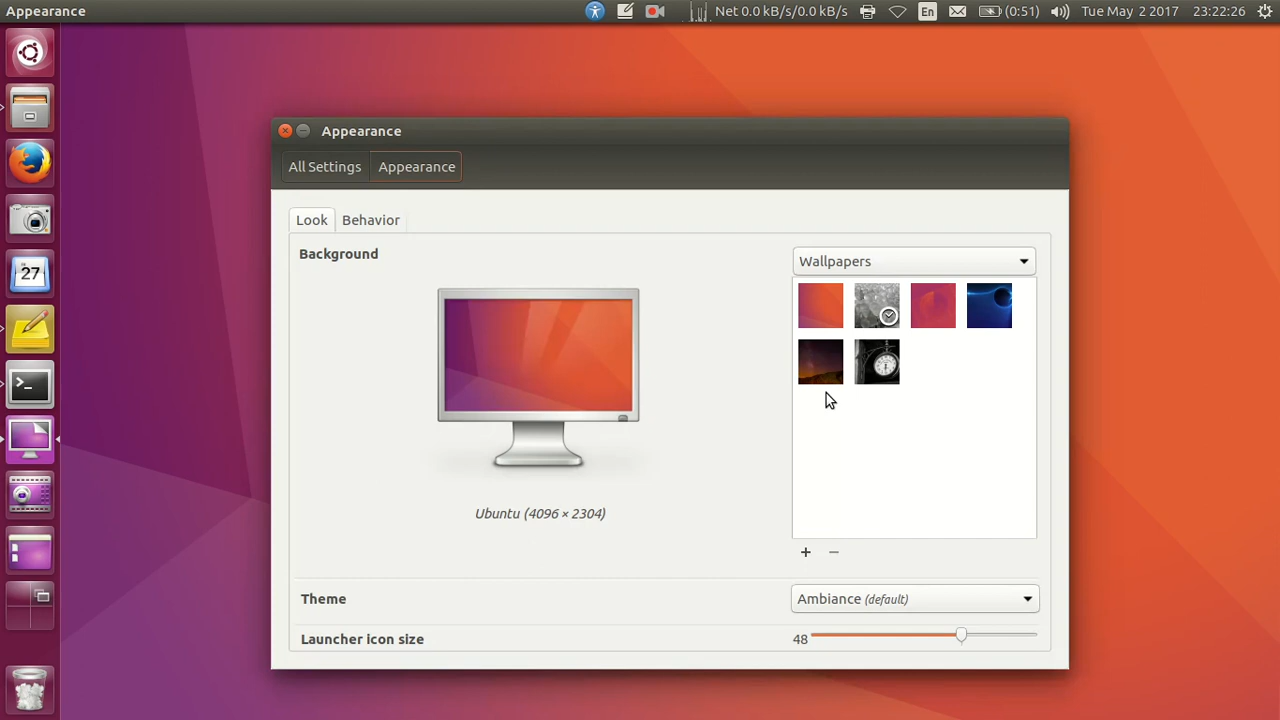 Appearance
Net 0.0 kB/s/0.0 kB/s
En
(0:51)
Tue May 2 2017
23:22:26
Appearance
All Settings
Appearance
Look
Behavior
Background
Wallpapers
Ubuntu (4096 × 2304)
Theme
Ambiance (default)
Launcher icon size
48
27
>_